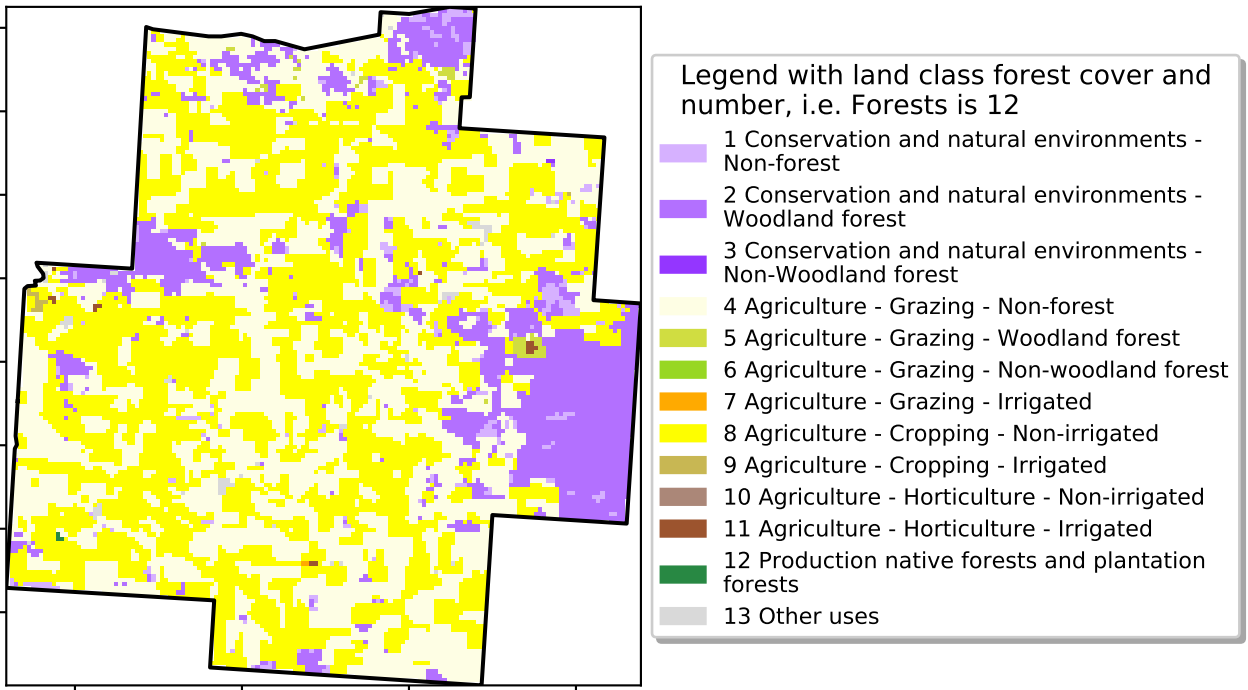 Legend with land class forest cover and
number, i.e. Forests is 12
1 Conservation and natural environments -
Non-forest
2 Conservation and natural environments -
Woodland forest
3 Conservation and natural environments -
Non-Woodland forest
4 Agriculture - Grazing - Non-forest
5 Agriculture - Grazing - Woodland forest
6 Agriculture - Grazing - Non-woodland forest
7 Agriculture - Grazing - Irrigated
8 Agriculture - Cropping - Non-irrigated
9 Agriculture - Cropping - Irrigated
10 Agriculture - Horticulture - Non-irrigated
11 Agriculture - Horticulture - Irrigated
12 Production native forests and plantation
forests
13 Other uses